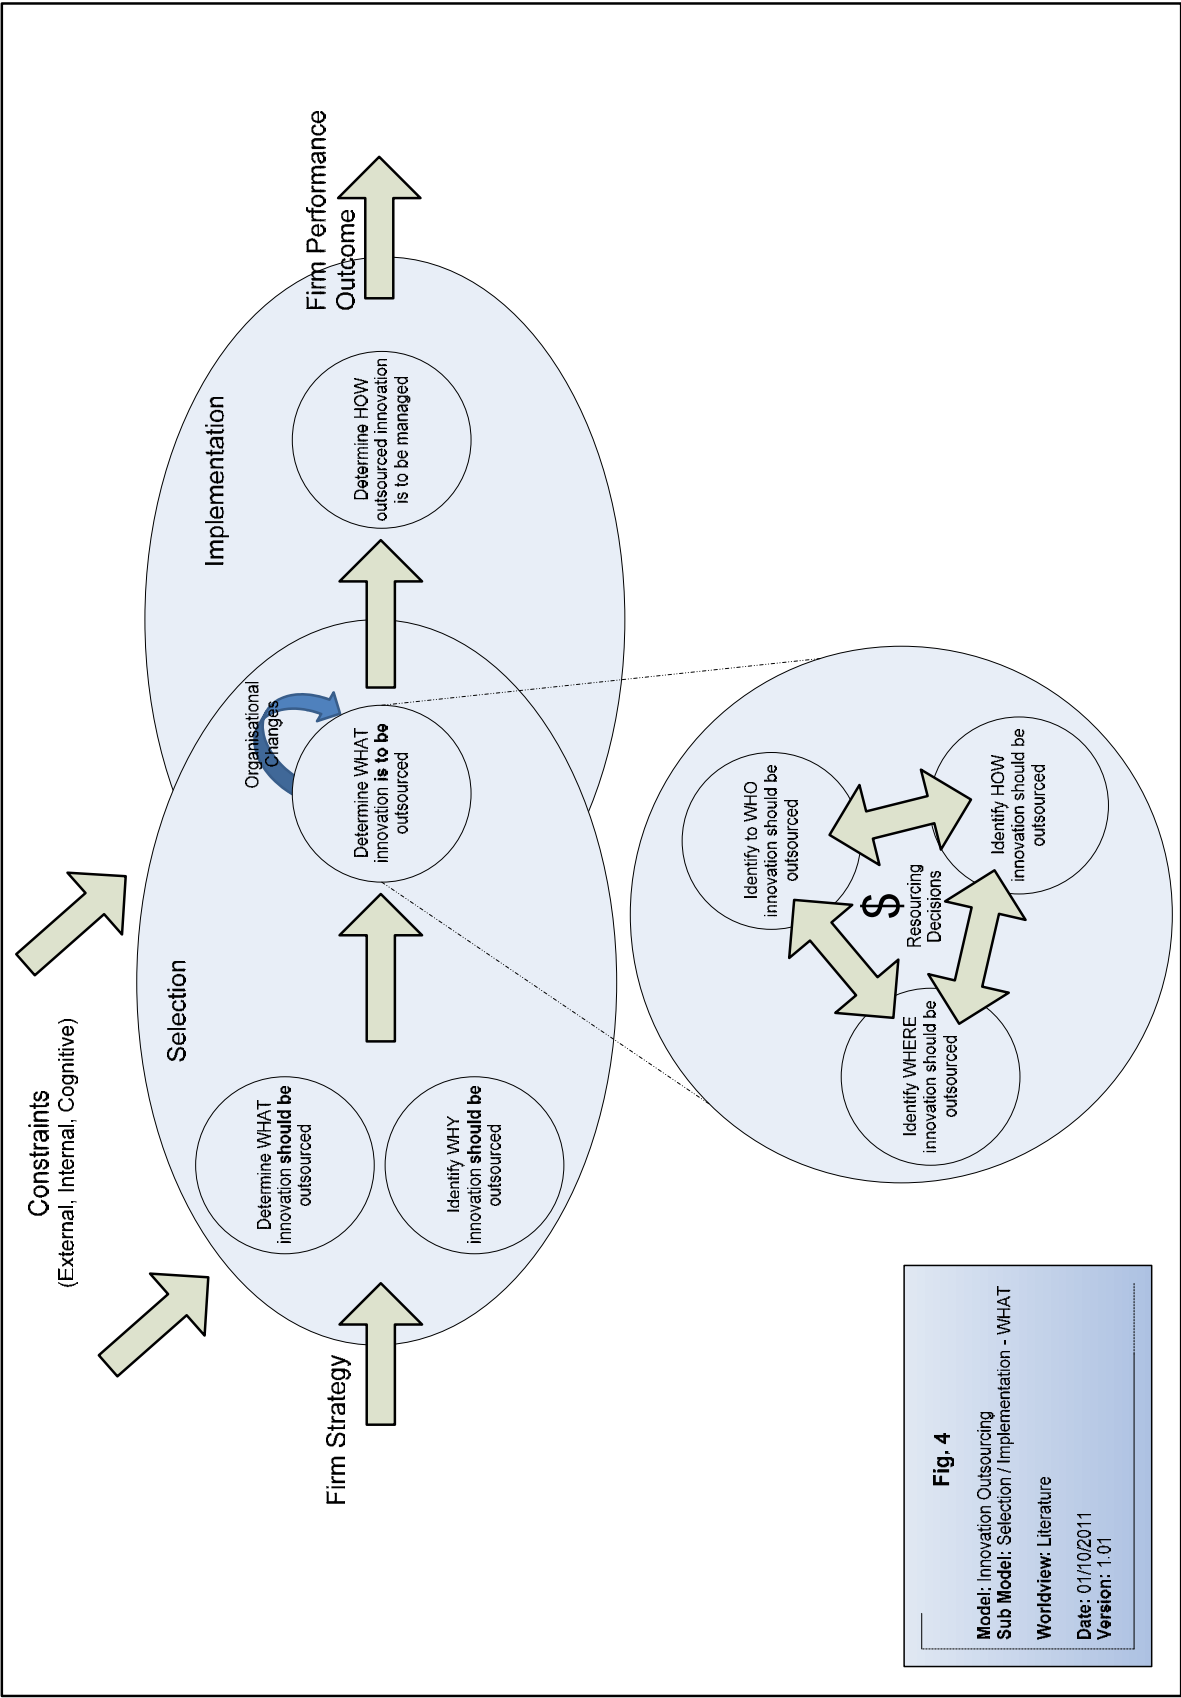 Constraints
(External, Internal, Cognitive)
Firm Strategy
Selection
Implementation
Firm Performance
Outcome
Determine WHAT
innovation should be
outsourced
Identify WHY
innovation should be
outsourced
Organisational
Changes
Determine WHAT
innovation is to be
outsourced
Determine HOW
outsourced innovation
is to be managed
Identify WHERE
innovation should be
outsourced
Identify to WHO
innovation should be
outsourced
$
Resourcing
Decisions
Identify HOW
innovation should be
outsourced
Fig. 4
Model: Innovation Outsourcing
Sub Model: Selection / Implementation - WHAT
Worldview: Literature
Date: 01/10/2011
Version: 1.01